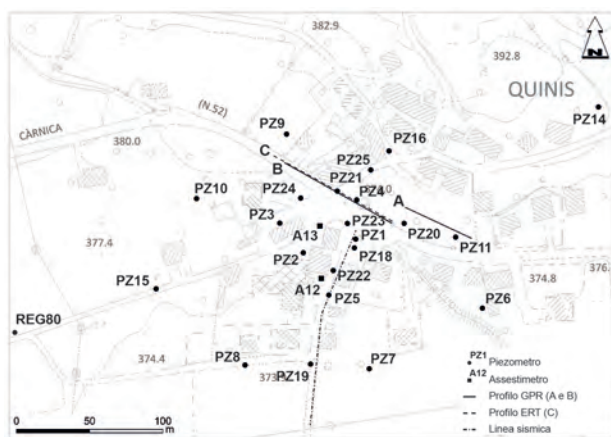 382.9
392.8
N
QUINIS
(N.52)
PZ9
PZ14
CÀRNICA
380.0
C
PZ16
B
PZ25
PZ21
PZ10
PZ24
PZ4
A
PZ3
PZ23
A13
PZ1
PZ20
PZ11
377.4
PZ18
PZ2
376.
PZ22
374.8
PZ15
A12
PZ5
PZ6
REG80
374.4
PZ8
PZ19
PZ7
PZ1 Piezometro
A12 Assestimetro
Profilo GPR (A e B)
Profilo ERT (C)
Linea sismica
0 50 100
m